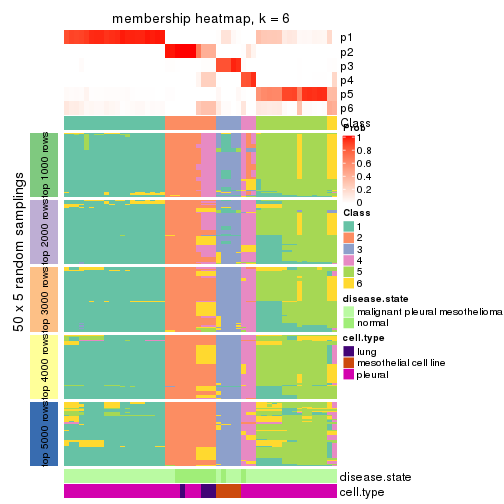 membership heatmap, k = 6
p1
p2
p3
p4
p5
p6
Class
Prob
1
0.8
0.6
0.4
0.2
0
Class
1
2
3
4
5
6
disease.state
malignant pleural mesothelioma
normal
cell.type
lung
mesothelial cell line
pleural
50 x 5 random samplings
top 1000 rows
top 2000 rows
top 3000 rows
top 4000 rows
top 5000 rows
disease.state
cell.type